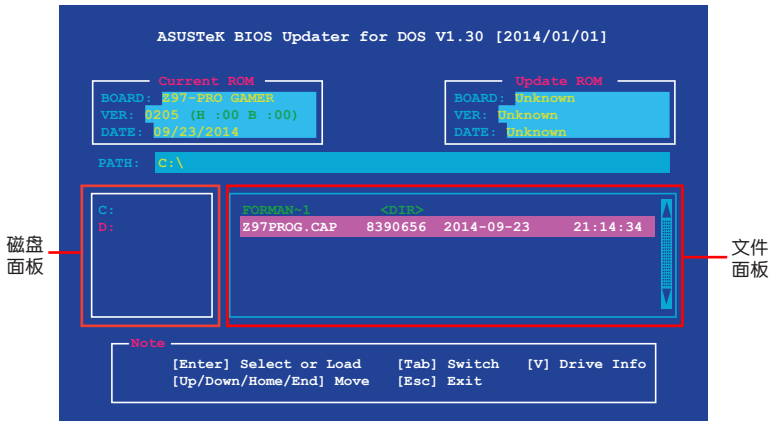 ASUSTeK BIOS Updater for DOS V1.30 [2014/01/01]
Current ROM
BOARD: Z97-PRO GAMER
VER: 0205 (H :00 B :00)
DATE: 09/23/2014
Update ROM
BOARD: Unknown
VER: Unknown
DATE: Unknown
PATH: C:\
C:
D:
FORMAN~1 <DIR>
Z97PROG.CAP 8390656 2014-09-23 21:14:34
磁盘
面板
文件
面板
Note
[Enter] Select or Load [Tab] Switch [V] Drive Info
[Up/Down/Home/End] Move [Esc] Exit